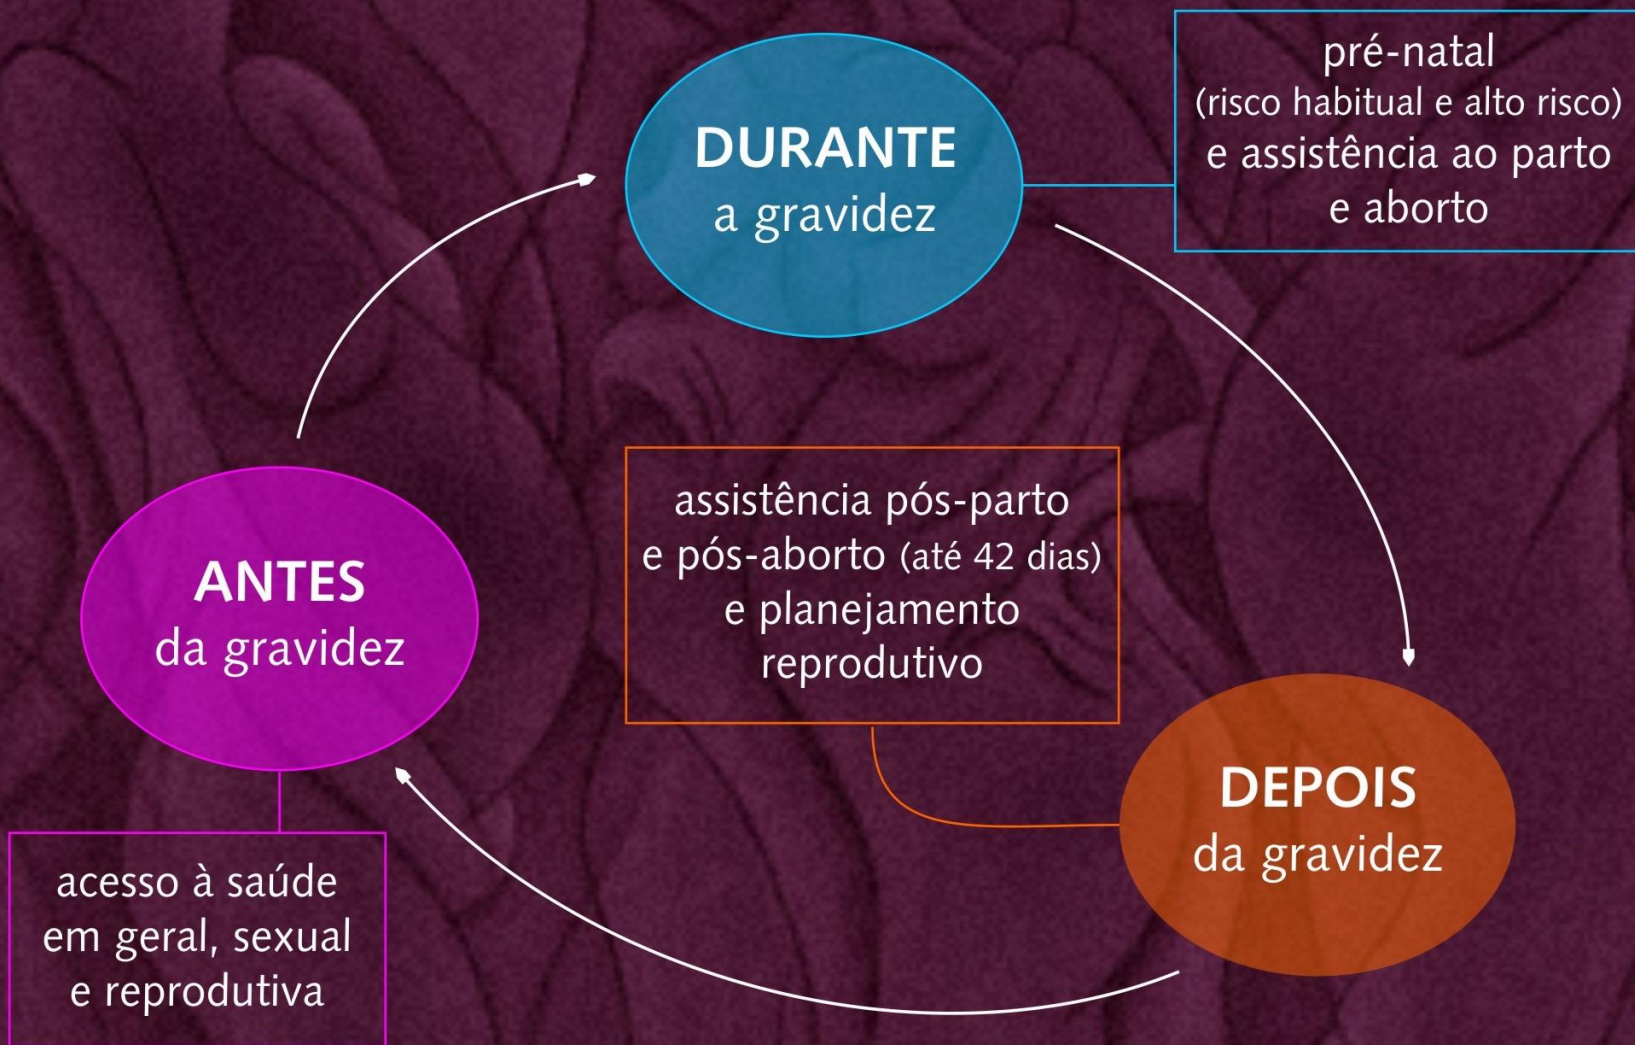 DURANTE
a gravidez
pré-natal
(risco habitual e alto risco)
e assistência ao parto
e aborto
ANTES
da gravidez
acesso à saúde
em geral, sexual
e reprodutiva
assistência pós-parto
e pós-aborto (até 42 dias)
e planejamento
reprodutivo
DEPOIS
da gravidez